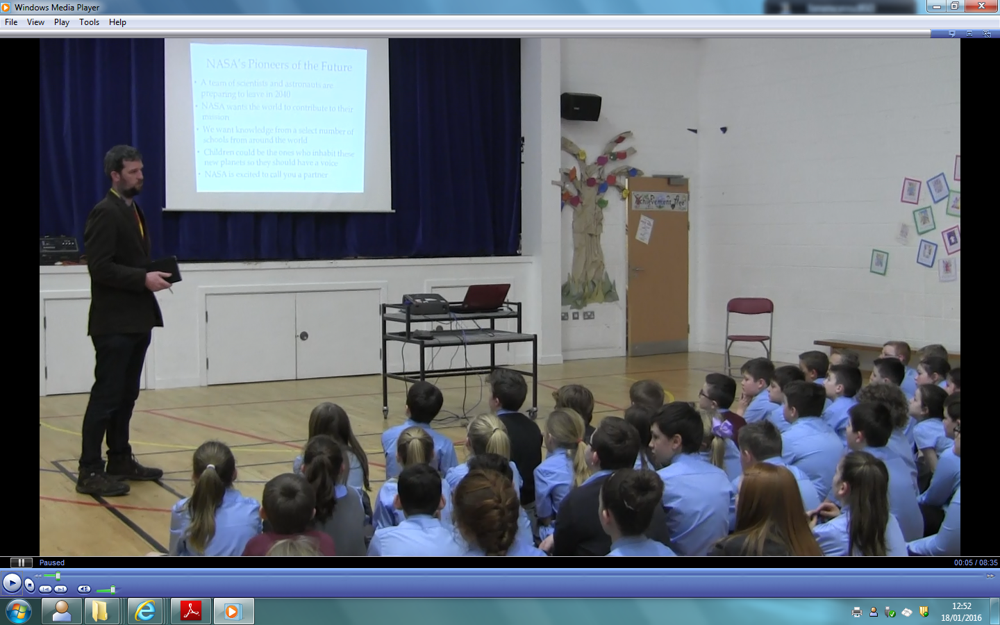 Windows Media Player
File View Play Tools Help
NASA's Pioneers of the Future
• A team of scientists and astronauts are
preparing to leave in 2040
• NASA wants the world to contribute to their
mission
• We want knowledge from a select number of
schools from around the world
• Children could be the ones who inhabit these
new planets so they should have a voice
• NASA is excited to call you a partner
Achievement Tree
Paused
00:05 / 08:35
12:52
18/01/2016